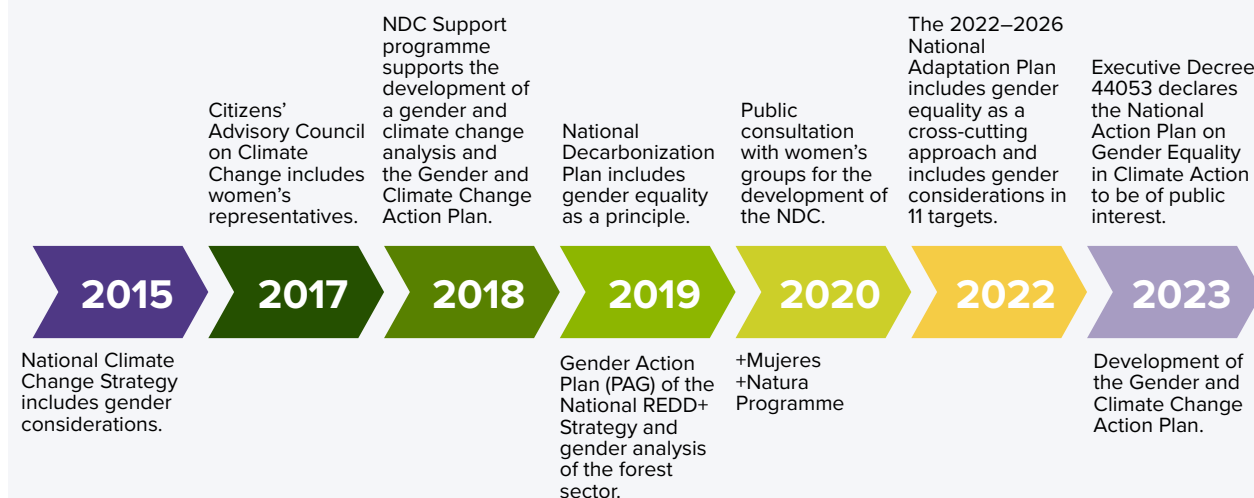 Citizens’
Advisory Council
on Climate
Change includes
women’s
representatives.
NDC Support
programme
supports the
development of
a gender and
climate change
analysis and
the Gender and
Climate Change
Action Plan.
National
Decarbonization
Plan includes
gender equality
as a principle.
Public
consultation
with women’s
groups for the
development of
the NDC.
The 2022–2026
National
Adaptation Plan
includes gender
equality as a
cross-cutting
approach and
includes gender
considerations in
11 targets.
Executive Decree
44053 declares
the National
Action Plan on
Gender Equality
in Climate Action
to be of public
interest.
2015
2017
2018
2019
2020
2022
2023
National Climate
Change Strategy
includes gender
considerations.
Gender Action
Plan (PAG) of the
National REDD+
Strategy and
gender analysis
of the forest
sector.
+Mujeres
+Natura
Programme
Development of
the Gender and
Climate Change
Action Plan.